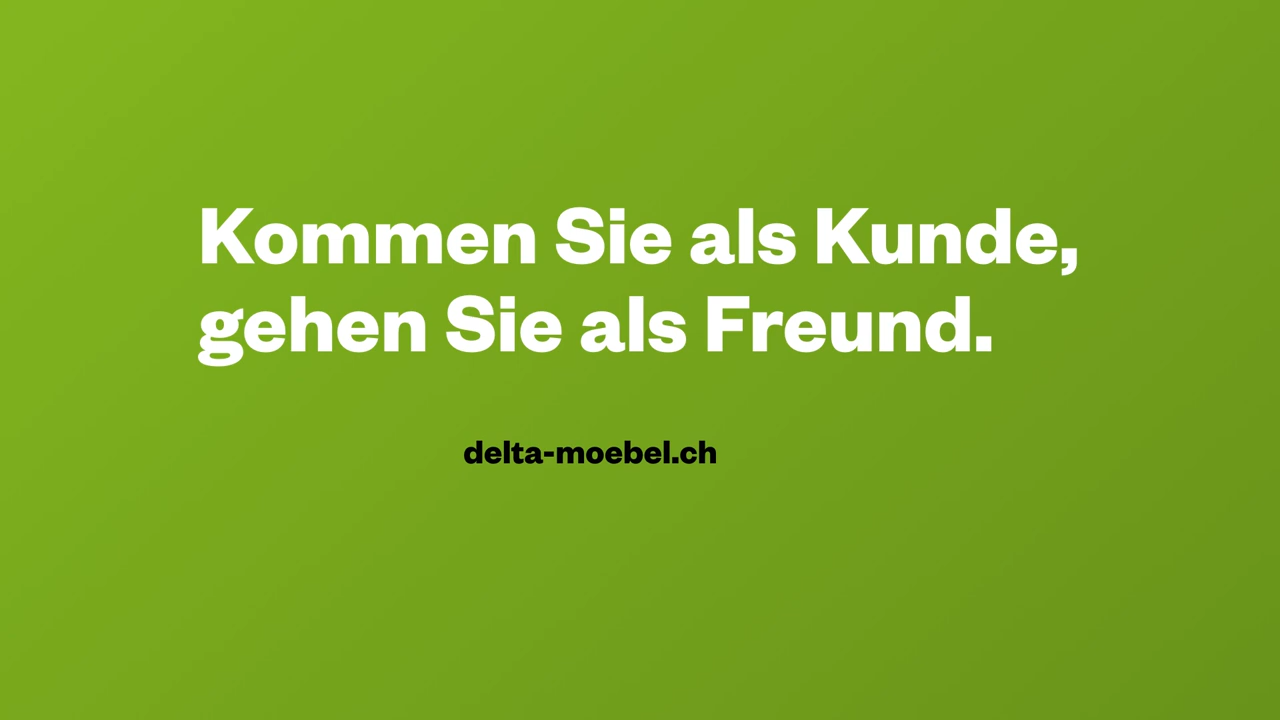 Kommen Sie als Kunde,
gehen Sie als Freund.
delta-moebel.ch